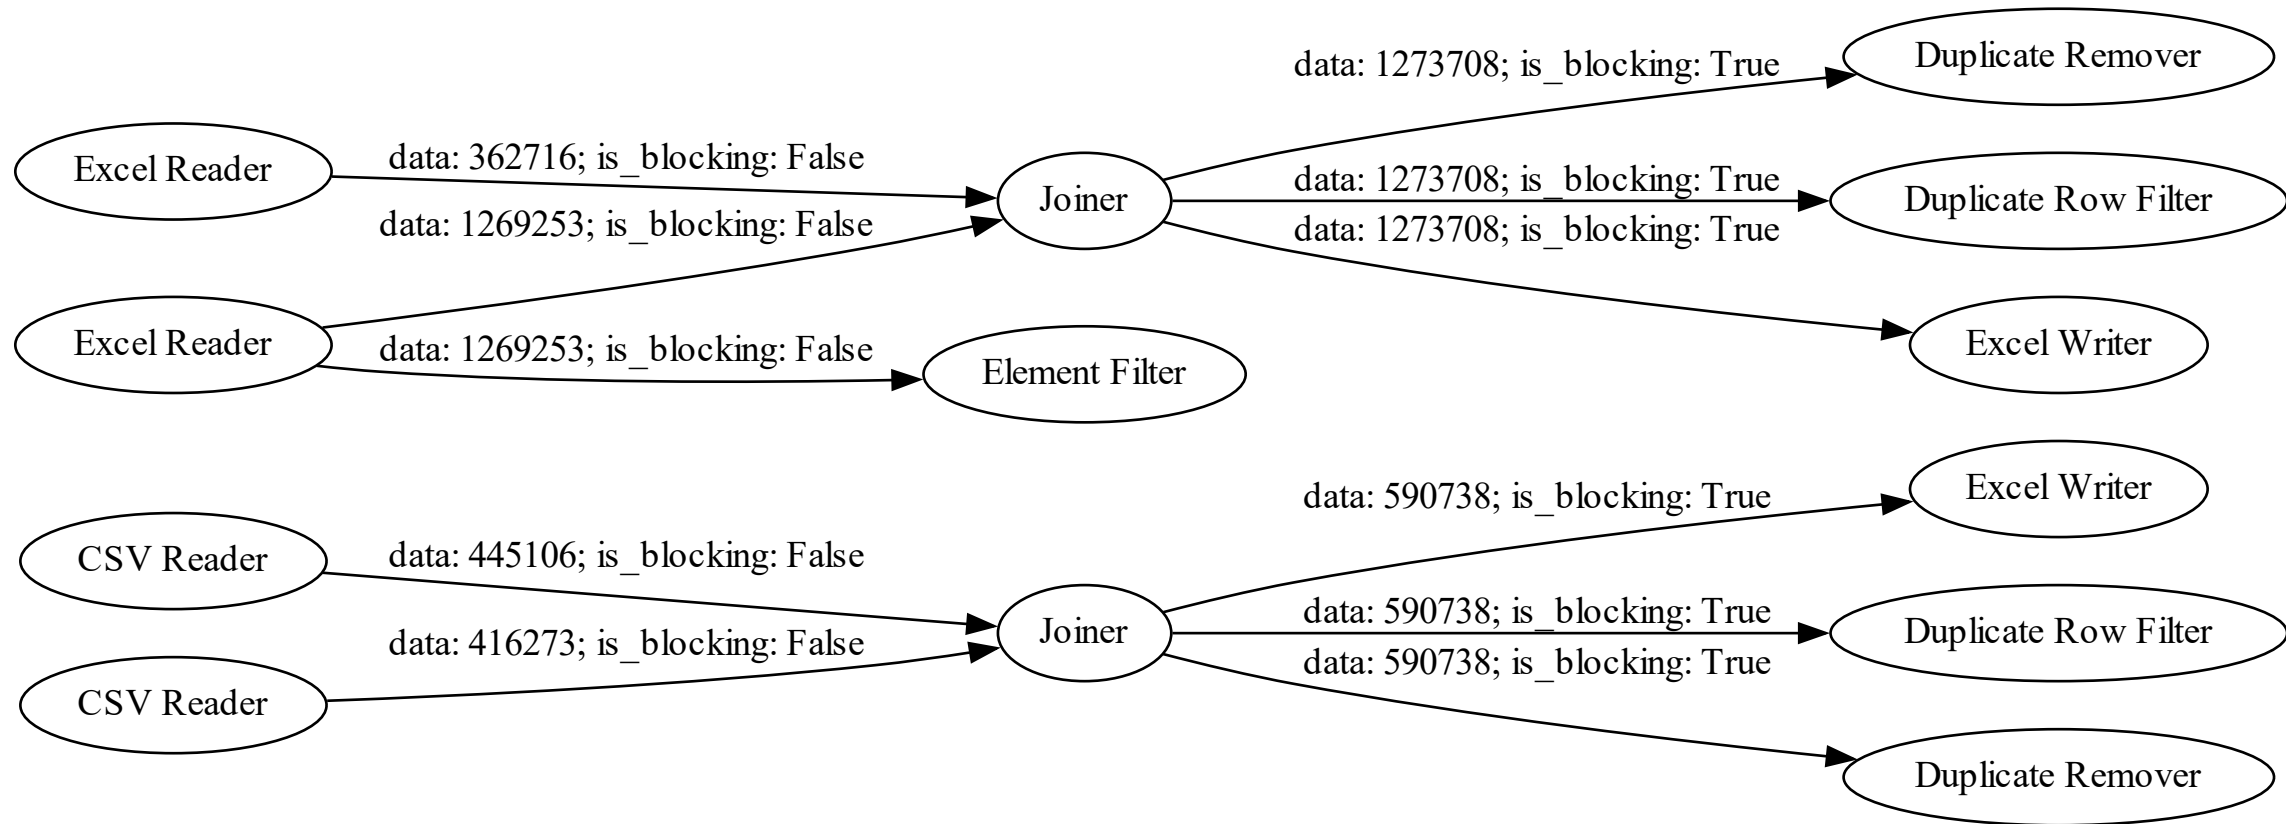 Duplicate Remover
data: 1273708; is_blocking: True
Excel Reader
data: 362716; is_blocking: False
Joiner
data: 1273708; is_blocking: True
Duplicate Row Filter
data: 1269253; is_blocking: False
data: 1273708; is_blocking: True
Excel Reader
data: 1269253; is_blocking: False
Element Filter
Excel Writer
Excel Writer
data: 590738; is_blocking: True
CSV Reader
data: 445106; is_blocking: False
Joiner
data: 590738; is_blocking: True
Duplicate Row Filter
data: 416273; is_blocking: False
data: 590738; is_blocking: True
CSV Reader
Duplicate Remover